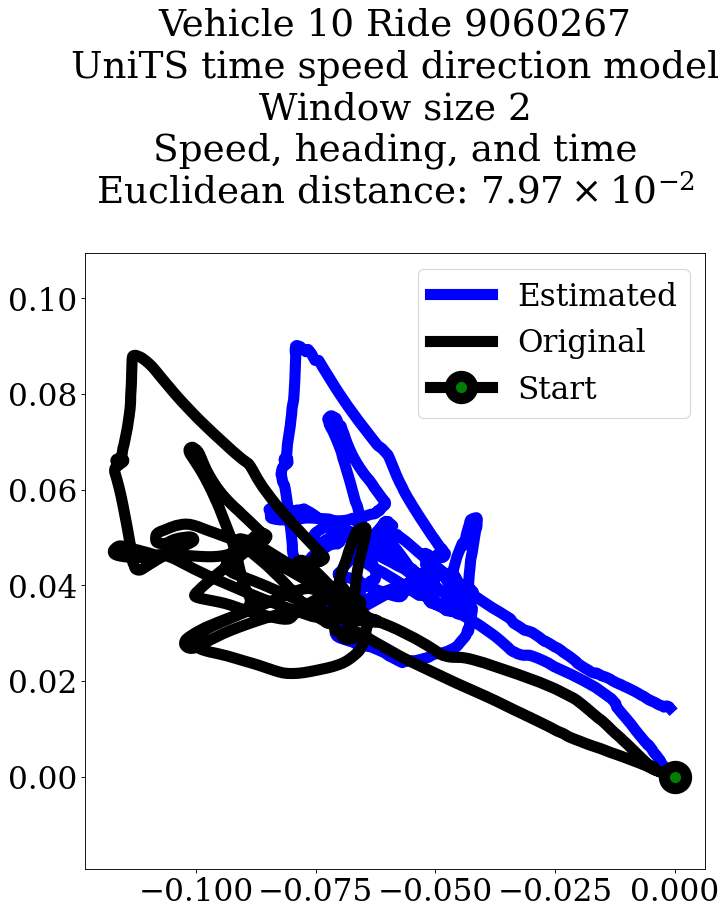 Vehicle 10 Ride 9060267
UniTS time speed direction model
Window size 2
Speed, heading, and time
Euclidean distance: 7.97 × 10⁻²
Estimated
Original
Start
0.10
0.08
0.06
0.04
0.02
0.00
−0.100 −0.075 −0.050 −0.025 0.000